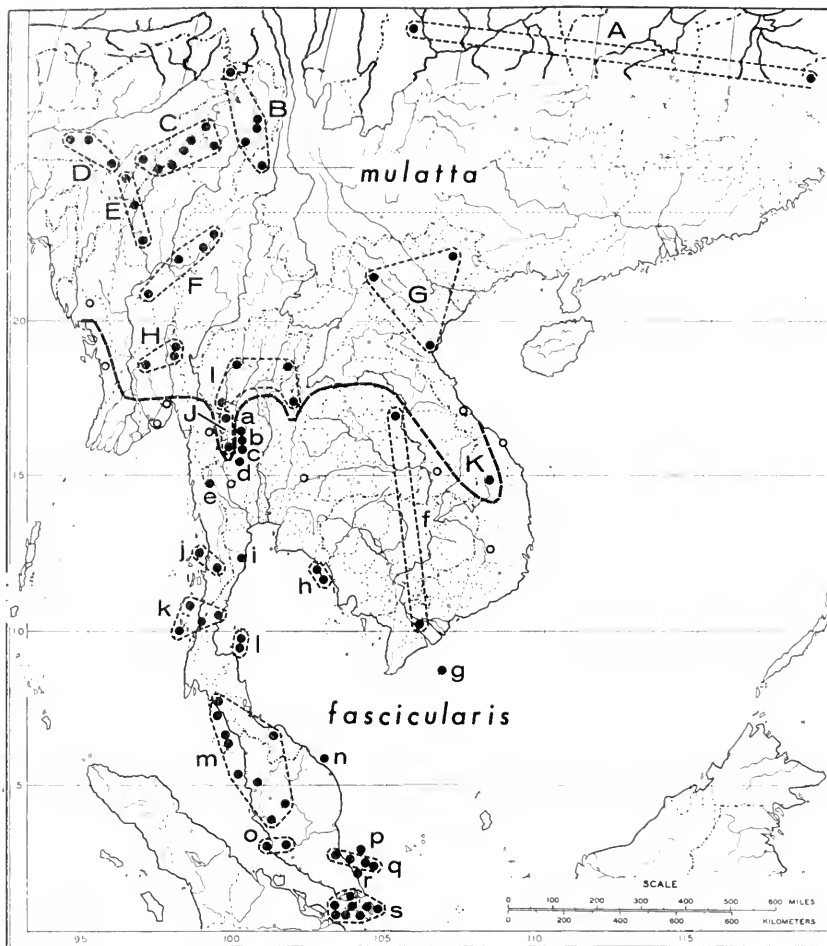 A
B
C
D
mulatta
E
F
G
20
H
I
J
a
b
c
d
K
15
e
f
j
i
h
k
10
l
g
fascicularis
m
n
5
o
p
q
r
s
SCALE
0 100 200 300 400 500 600 MILES
0 200 400 600 KILOMETERS
95 100 105 110 115